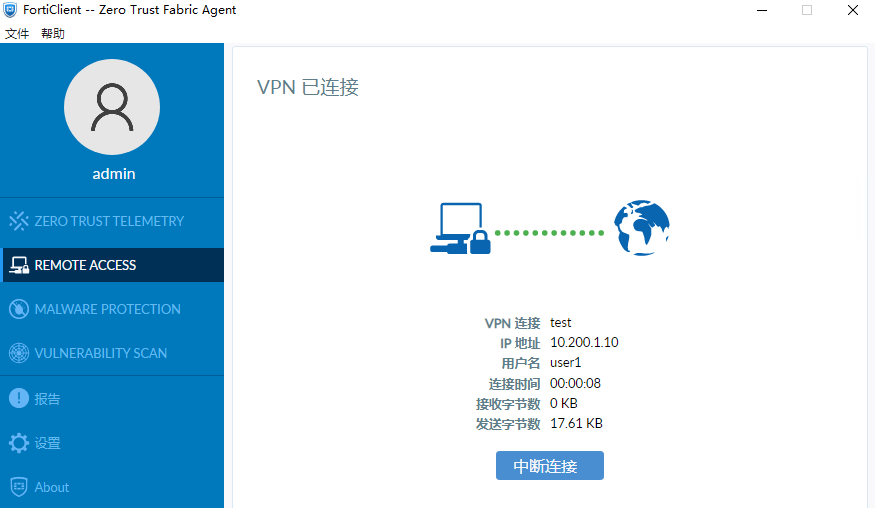 FortiClient -- Zero Trust Fabric Agent
文件 帮助
admin
ZERO TRUST TELEMETRY
REMOTE ACCESS
MALWARE PROTECTION
VULNERABILITY SCAN
报告
设置
About
VPN 已连接
VPN 连接 test
IP 地址 10.200.1.10
用户名 user1
连接时间 00:00:08
接收字节数 0 KB
发送字节数 17.61 KB
中断连接